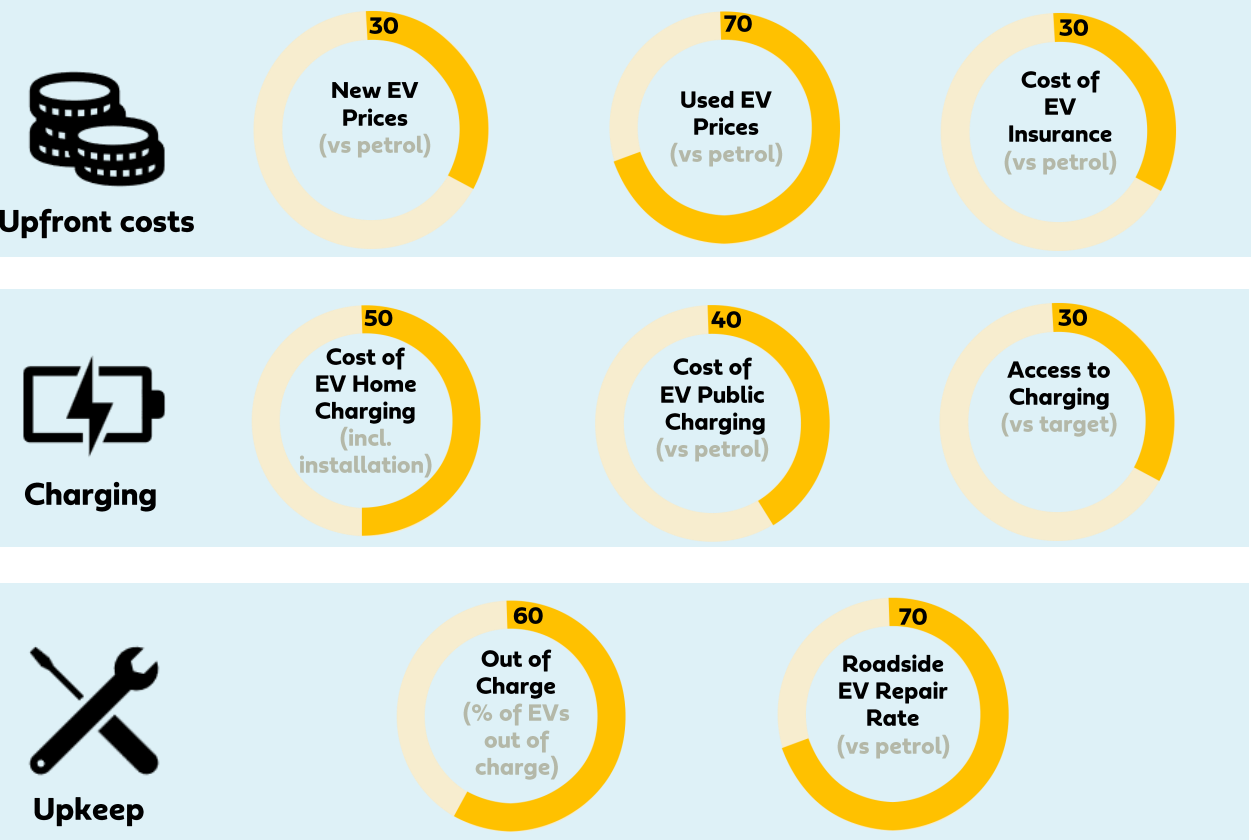 30
New EV
Prices
(vs petrol)
70
Used EV
Prices
(vs petrol)
30
Cost of
EV
Insurance
(vs petrol)
Upfront costs
50
Cost of
EV Home
Charging
(incl.
installation)
40
Cost of
EV Public
Charging
(vs petrol)
30
Access to
Charging
(vs target)
Charging
60
Out of
Charge
(% of EVs
out of
charge)
70
Roadside
EV Repair
Rate
(vs petrol)
Upkeep